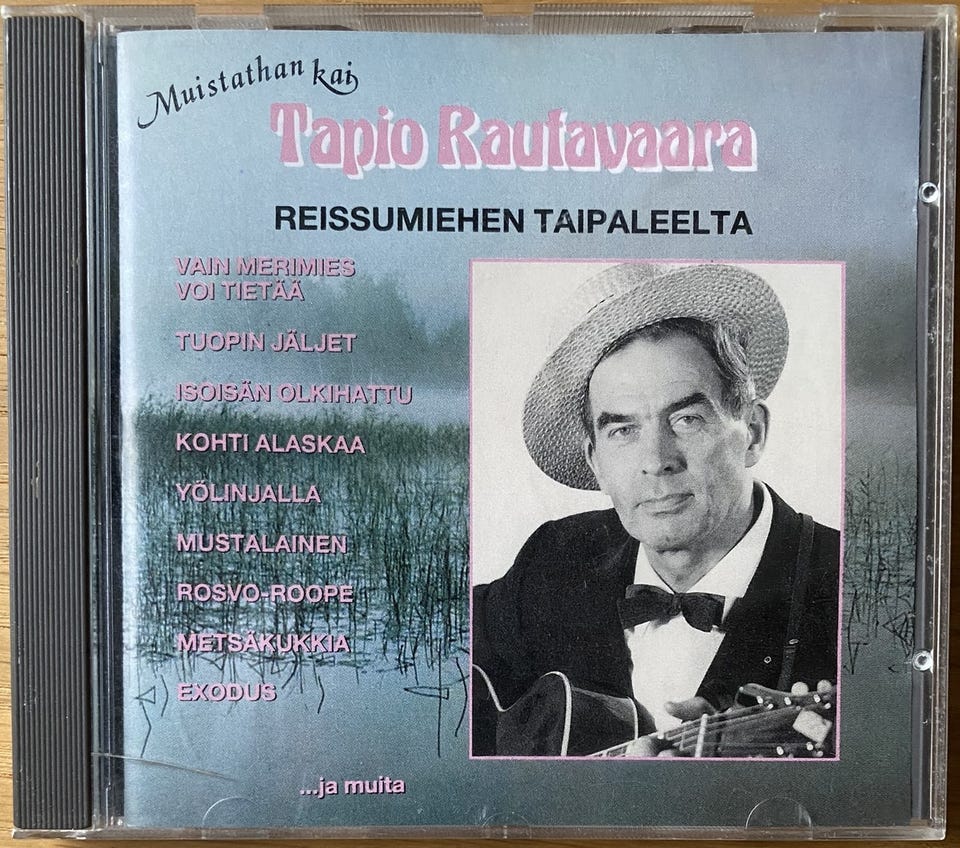 Muistathan kai
Tapio Rautavaara
REISSUMIEHEN TAIPALEELTA
VAIN MERIMIES
VOI TIETÄÄ
TUOPIN JÄLJET
ISOISÄN OLKIHATTU
KOHTI ALASKAA
YÖLINJALLA
MUSTALAINEN
ROSVO-ROOPE
METSÄKUKKIA
EXODUS
...ja muita